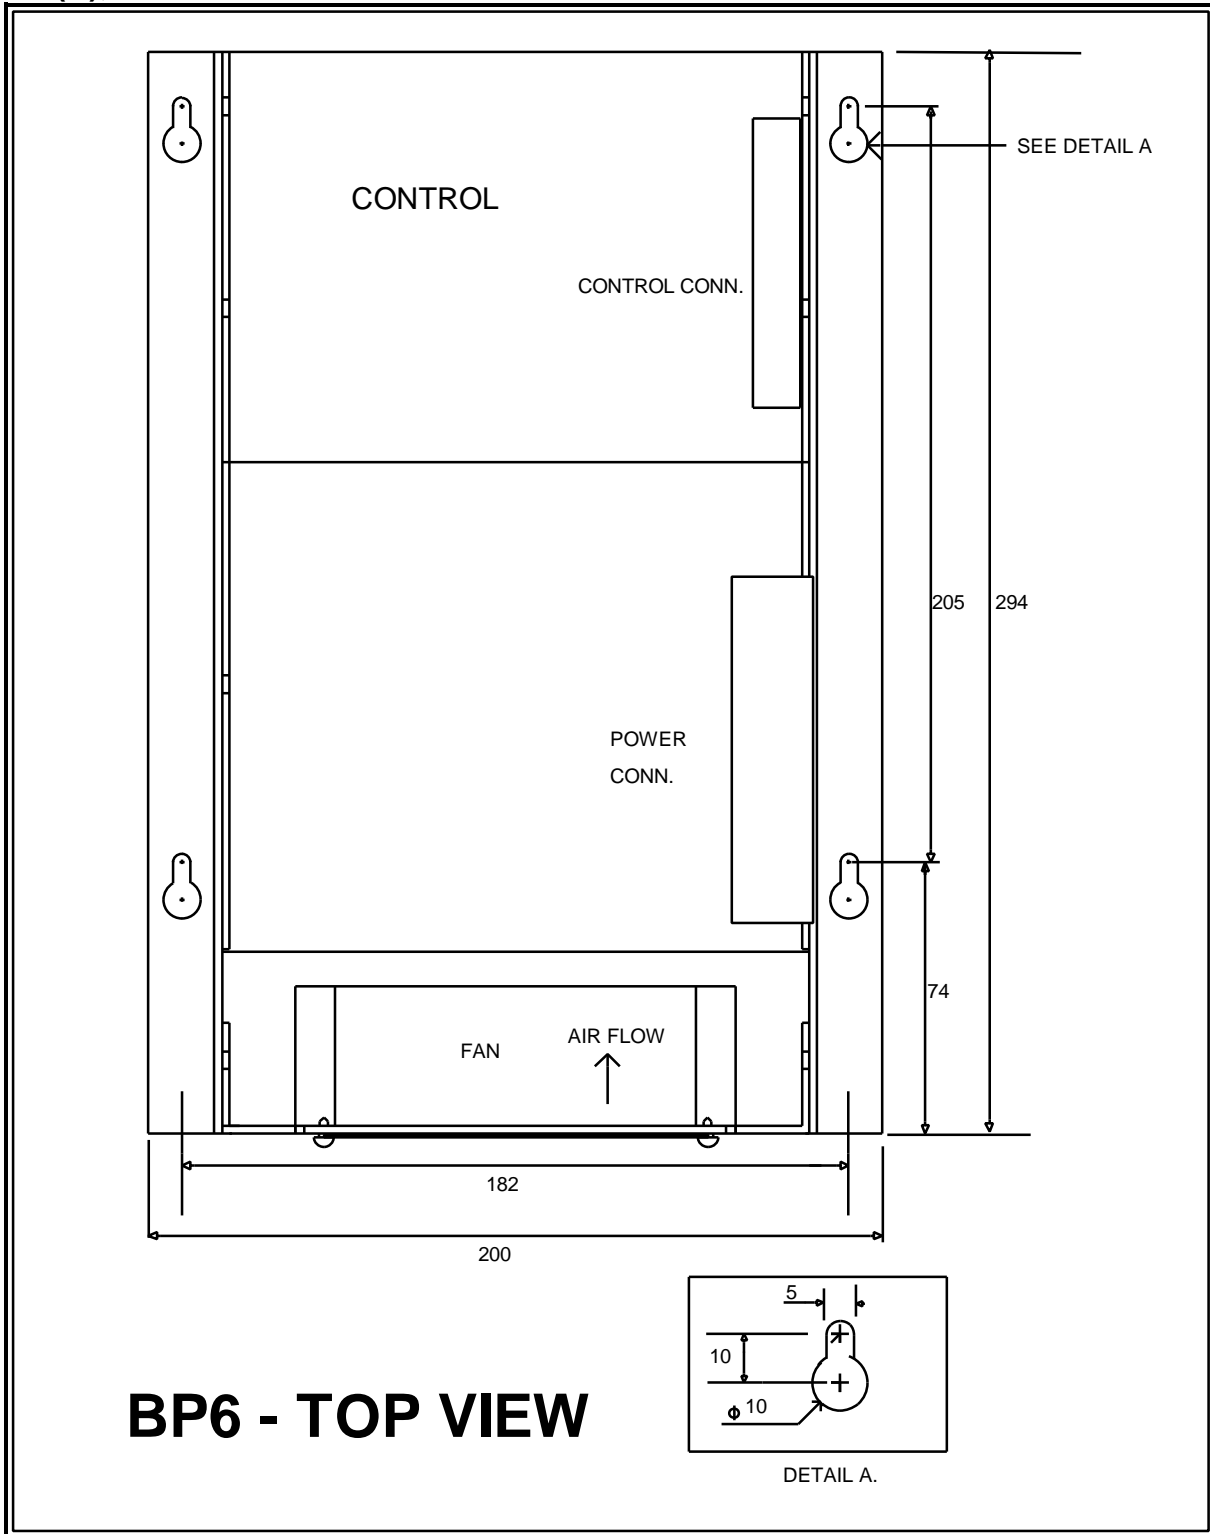 SEE DETAIL A
CONTROL
CONTROL CONN.
205
294
POWER
CONN.
74
AIR FLOW
FAN
182
200
5
10
ϕ 10
BP6 - TOP VIEW
DETAIL A.